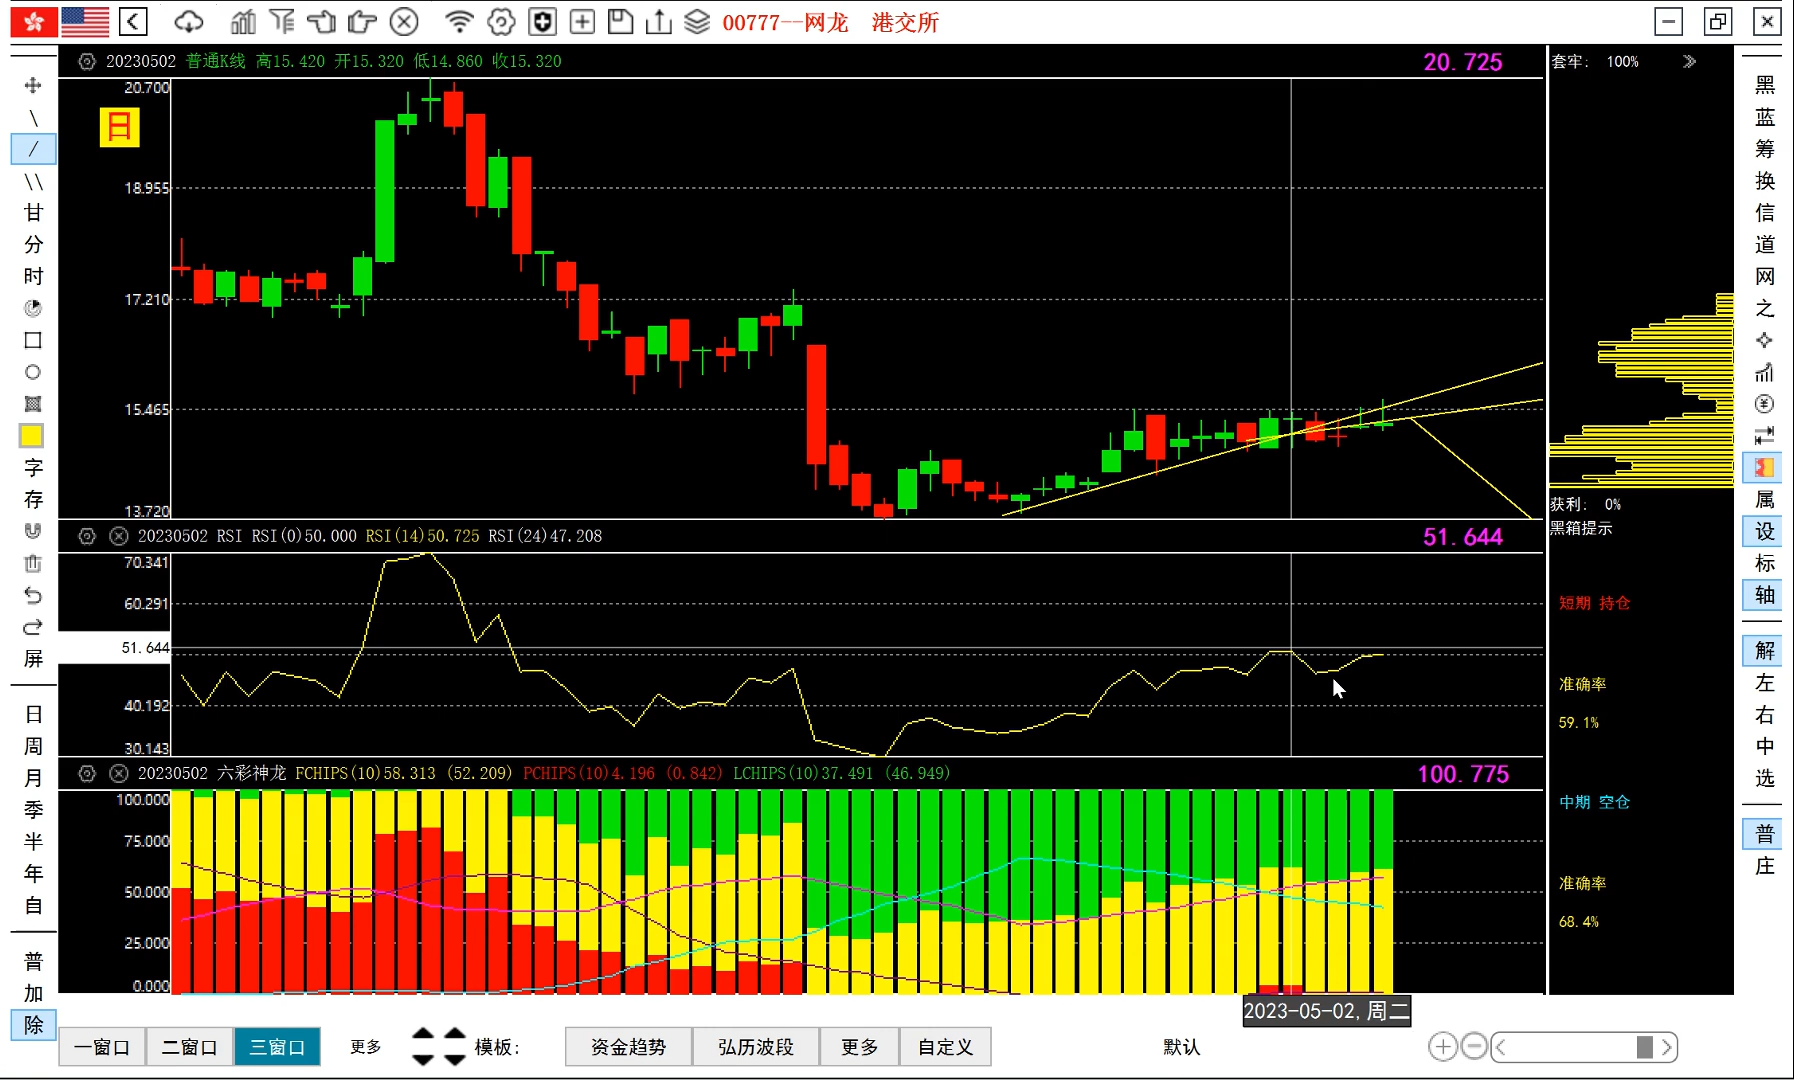 00777--网龙 港交所
20230502 普通K线 高15.420 开15.320 低14.860 收15.320
20.725
套牢: 100%
20.700
日
18.955
17.210
15.465
13.720
获利: 0%
黑箱提示
20230502 RSI RSI(0)50.000 RSI(14)50.725 RSI(24)47.208
51.644
70.341
60.291
51.644
40.192
30.143
短期 持仓
准确率
59.1%
20230502 六彩神龙 FCHIPS(10)58.313 (52.209) PCHIPS(10)4.196 (0.842) LCHIPS(10)37.491 (46.949)
100.775
100.000
75.000
50.000
25.000
0.000
中期 空仓
准确率
68.4%
2023-05-02,周二
甘
分
时
字
存
屏
日
周
月
季
半
年
自
普
加
除
黑
蓝
筹
换
信
道
网
之
属
设
标
轴
解
左
右
中
选
普
庄
一窗口 二窗口 三窗口 更多 模板: 资金趋势 弘历波段 更多 自定义 默认